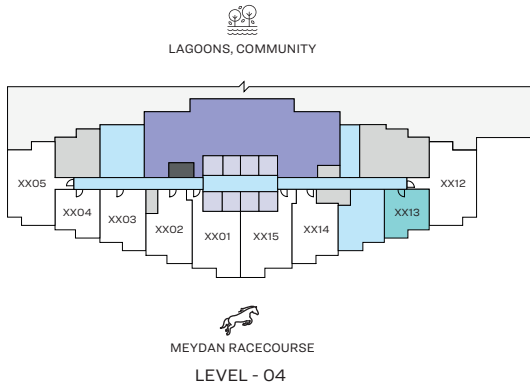 LAGOONS, COMMUNITY
XX05
XX12
XX04
XX13
XX03
XX02
XX14
XX01
XX15
MEYDAN RACECOURSE
LEVEL - 04